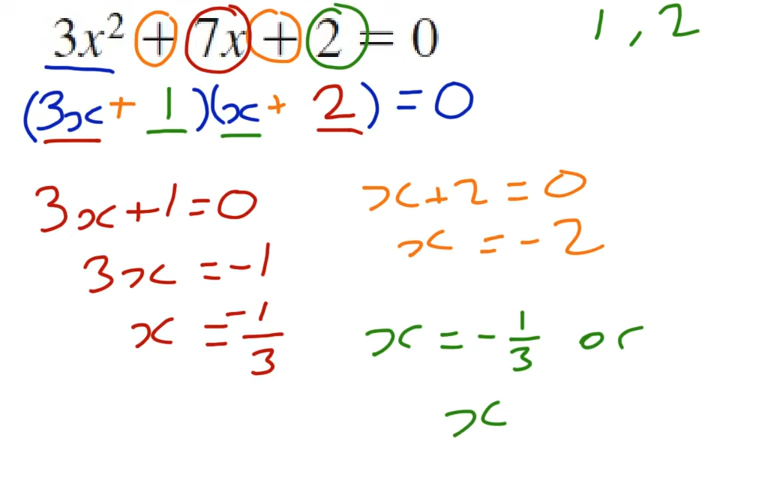 3x² + 7x + 2 = 0
1, 2
(3x + 1)(x + 2) = 0
3x + 1 = 0
3x = -1
x = -1/3
x + 2 = 0
x = -2
x = -1/3 or
x